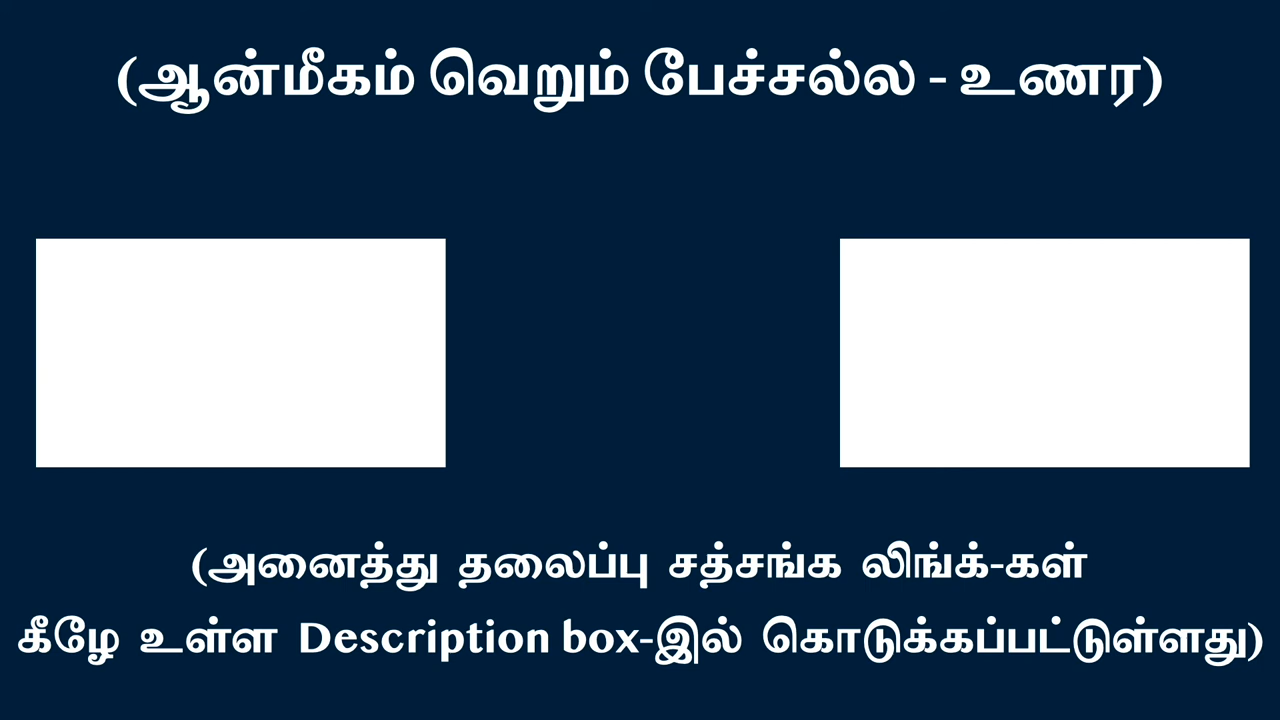 (ஆன்மீகம் வெறும் பேச்சல்ல - உணர)
(அனைத்து தலைப்பு சத்சங்க லிங்க்-கள்
கீழே உள்ள Description box-இல் கொடுக்கப்பட்டுள்ளது)